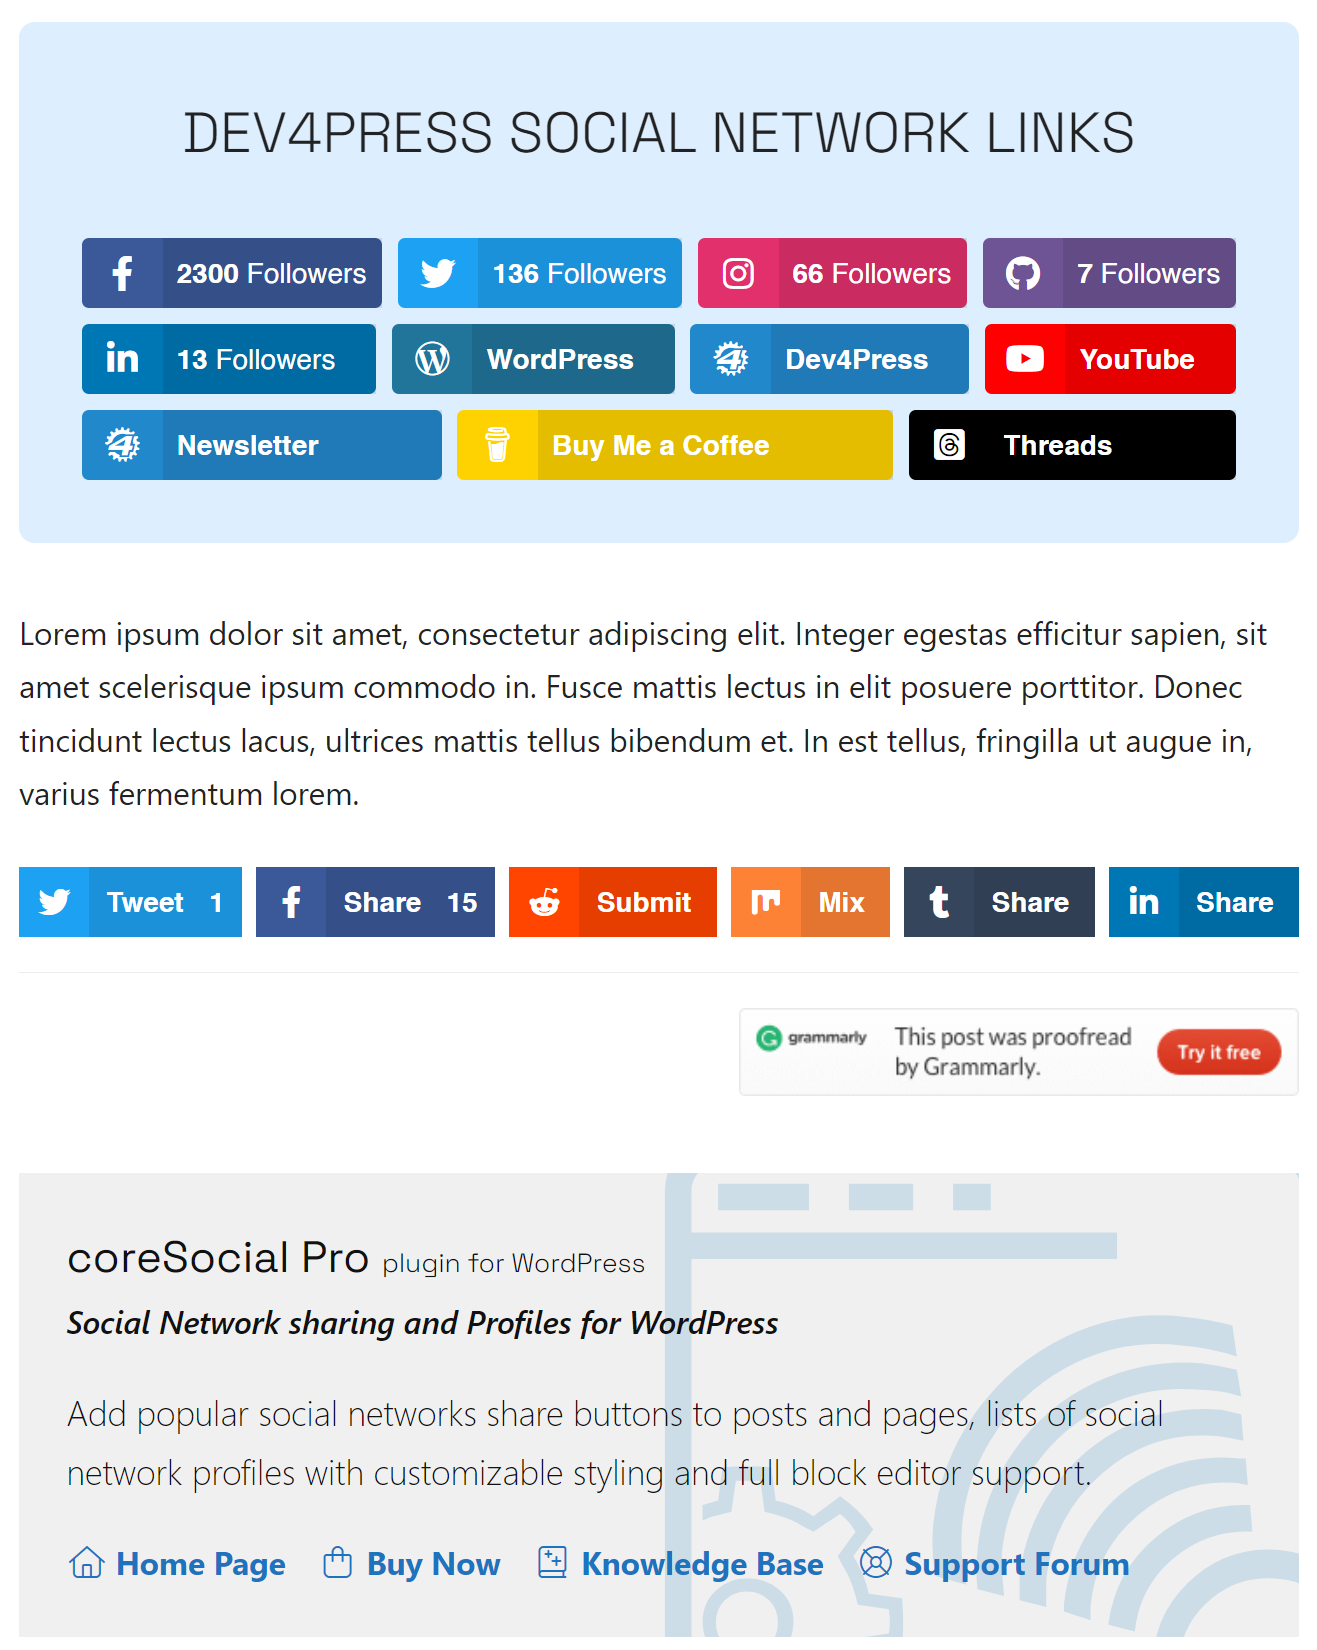 DEV4PRESS SOCIAL NETWORK LINKS
2300 Followers
136 Followers
66 Followers
7 Followers
13 Followers
WordPress
Dev4Press
YouTube
Newsletter
Buy Me a Coffee
Threads
Lorem ipsum dolor sit amet, consectetur adipiscing elit. Integer egestas efficitur sapien, sit
amet scelerisque ipsum commodo in. Fusce mattis lectus in elit posuere porttitor. Donec
tincidunt lectus lacus, ultrices mattis tellus bibendum et. In est tellus, fringilla ut augue in,
varius fermentum lorem.
Tweet 1
Share 15
Submit
Mix
Share
Share
grammarly
This post was proofread
by Grammarly.
Try it free
coreSocial Pro plugin for WordPress
Social Network sharing and Profiles for WordPress
Add popular social networks share buttons to posts and pages, lists of social
network profiles with customizable styling and full block editor support.
Home Page
Buy Now
Knowledge Base
Support Forum